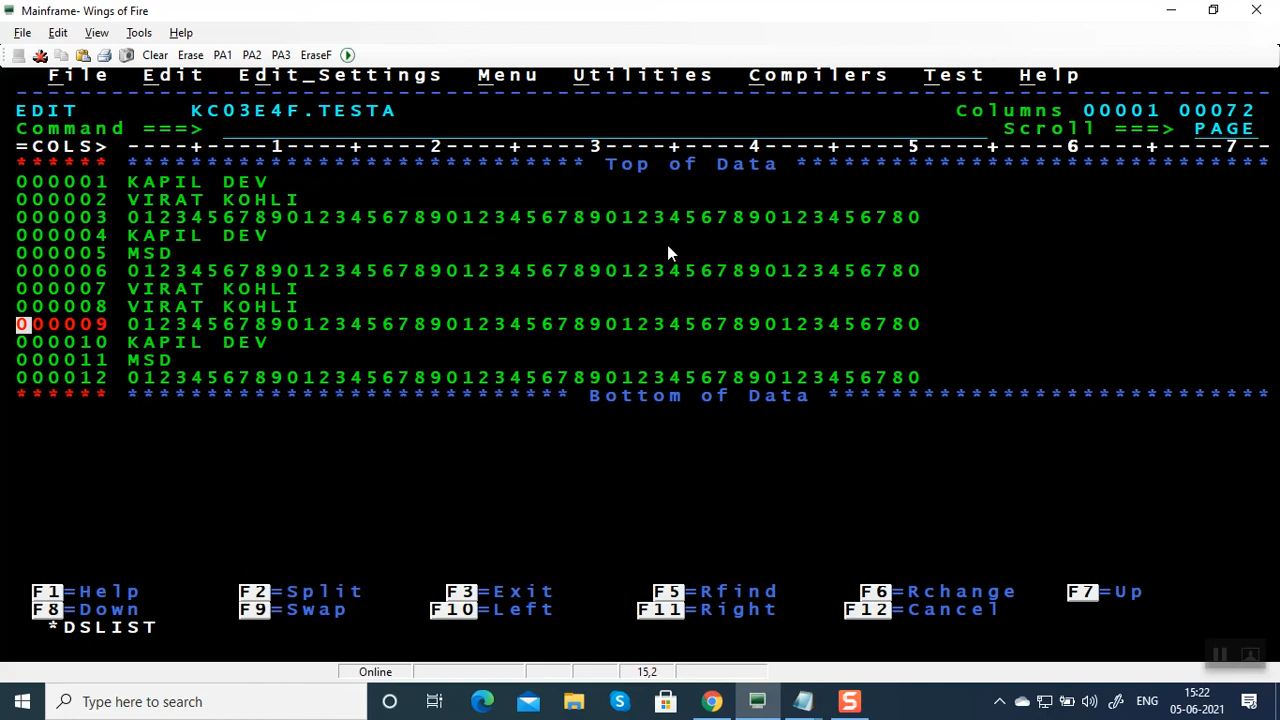 Mainframe- Wings of Fire
File Edit View Tools Help
Clear Erase PA1 PA2 PA3 EraseF
File Edit Edit_Settings Menu Utilities Compilers Test Help
EDIT KC03E4F.TESTA Columns 00001 00072
Command ===> Scroll ===> PAGE
=COLS> ----+----1----+----2----+----3----+----4----+----5----+----6----+----7--
****** ***************************** Top of Data ******************************
000001 KAPIL DEV
000002 VIRAT KOHLI
000003 01234567890123456789012345678901234567890123456780
000004 KAPIL DEV
000005 MSD
000006 01234567890123456789012345678901234567890123456780
000007 VIRAT KOHLI
000008 VIRAT KOHLI
000009 01234567890123456789012345678901234567890123456780
000010 KAPIL DEV
000011 MSD
000012 01234567890123456789012345678901234567890123456780
****** **************************** Bottom of Data ****************************
F1=Help F2=Split F3=Exit F5=Rfind F6=Rchange F7=Up
F8=Down F9=Swap F10=Left F11=Right F12=Cancel
*DSLIST
Online 15,2
Type here to search ENG 15:22
05-06-2021